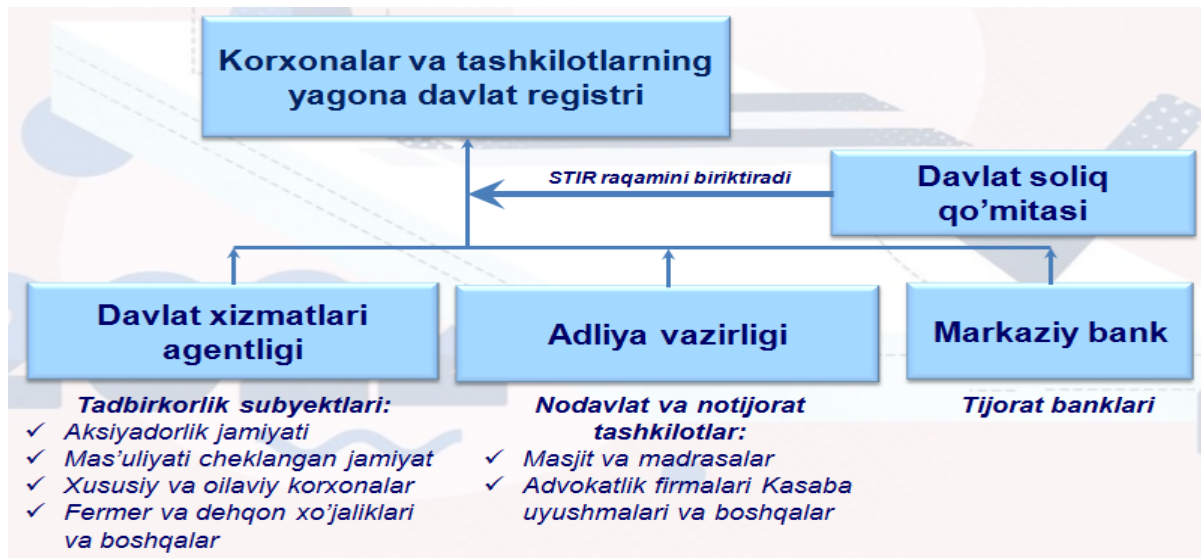 Korxonalar va tashkilotlarning
yagona davlat registri
STIR raqamini biriktiradi
Davlat soliq
qo’mitasi
Davlat xizmatlari
agentligi
Adliya vazirligi
Markaziy bank
Tadbirkorlik subyektlari:
✓ Aksiyadorlik jamiyati
✓ Mas’uliyati cheklangan jamiyat
✓ Xususiy va oilaviy korxonalar
✓ Fermer va dehqon xo’jaliklari
va boshqalar
Nodavlat va notijorat
tashkilotlar:
✓ Masjit va madrasalar
✓ Advokatlik firmalari Kasaba
uyushmalari va boshqalar
Tijorat banklari